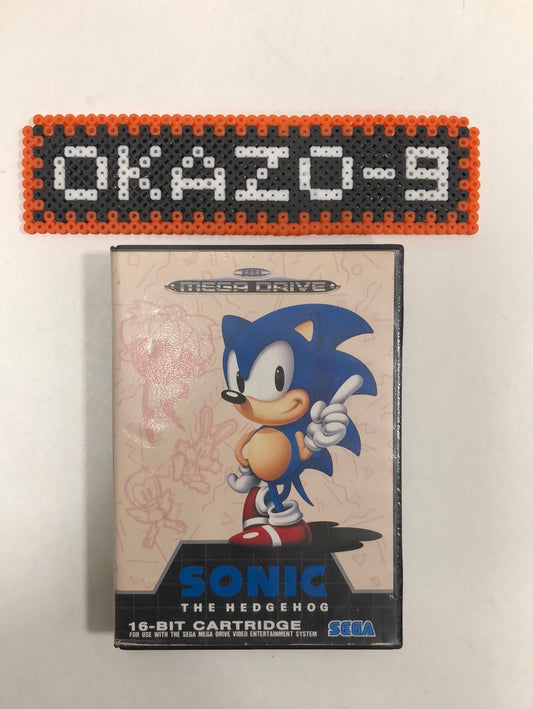 OKAZO-9
SEGA
MEGA DRIVE
SONIC
THE HEDGEHOG
16-BIT CARTRIDGE
FOR USE WITH THE SEGA MEGA DRIVE VIDEO ENTERTAINMENT SYSTEM
SEGA